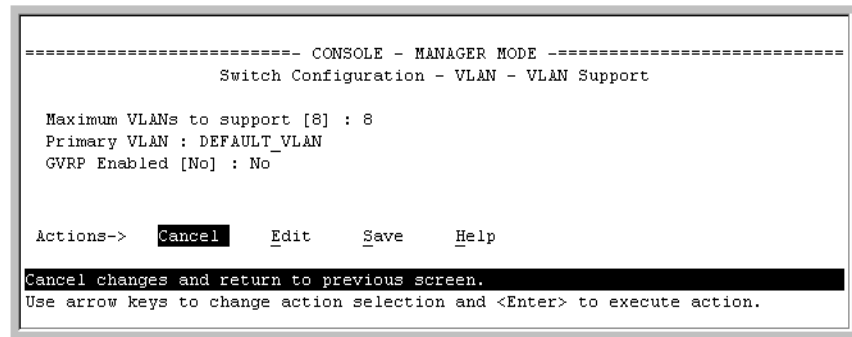 ==========================- CONSOLE - MANAGER MODE -============================
Switch Configuration - VLAN - VLAN Support
Maximum VLANs to support [8] : 8
Primary VLAN : DEFAULT_VLAN
GVRP Enabled [No] : No
Actions-> Cancel Edit Save Help
Cancel changes and return to previous screen.
Use arrow keys to change action selection and <Enter> to execute action.